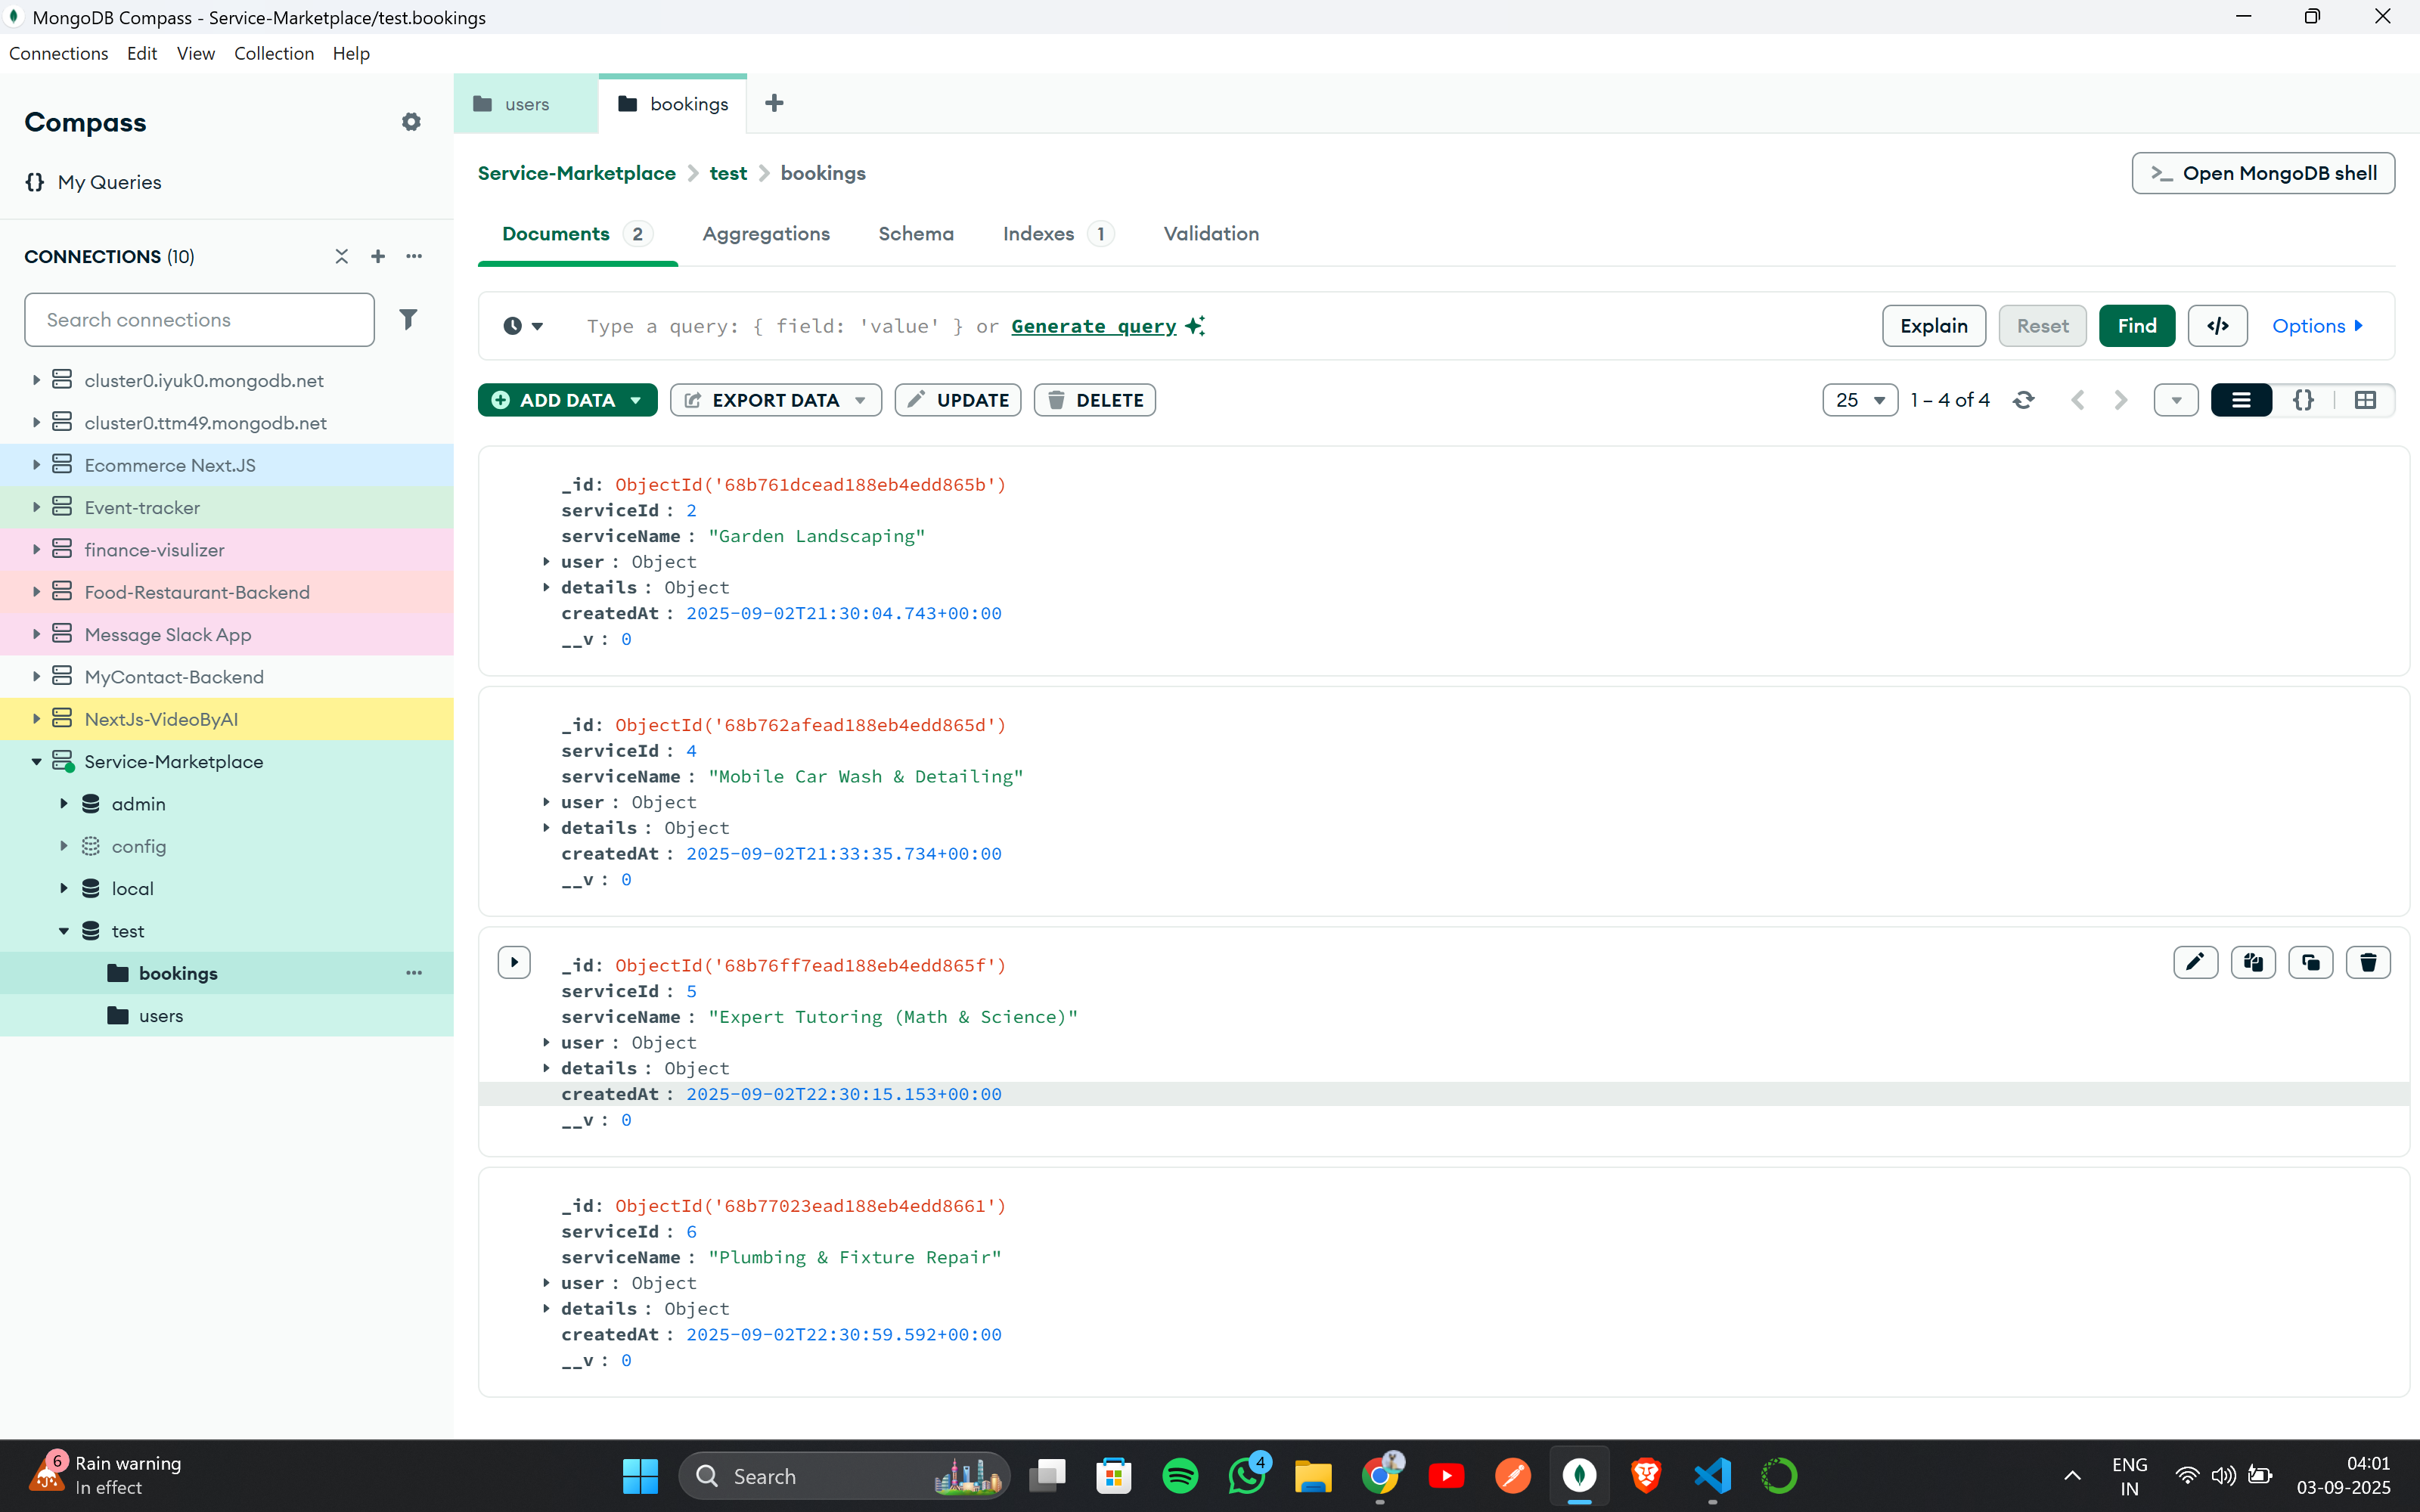 MongoDB Compass - Service-Marketplace/test.bookings
Connections Edit View Collection Help
Compass
{} My Queries
CONNECTIONS (10)
Search connections
cluster0.iyuk0.mongodb.net
cluster0.ttm49.mongodb.net
Ecommerce Next.JS
Event-tracker
finance-visulizer
Food-Restaurant-Backend
Message Slack App
MyContact-Backend
NextJs-VideoByAI
Service-Marketplace
admin
config
local
test
bookings
users
users bookings
Service-Marketplace test bookings
>_ Open MongoDB shell
Documents 2 Aggregations Schema Indexes 1 Validation
Type a query: { field: 'value' } or Generate query
Explain Reset Find </> Options
ADD DATA EXPORT DATA UPDATE DELETE
25 1 – 4 of 4 {}
_id: ObjectId('68b761dcead188eb4edd865b')
serviceId : 2
serviceName : "Garden Landscaping"
user : Object
details : Object
createdAt : 2025-09-02T21:30:04.743+00:00
__v : 0
_id: ObjectId('68b762afead188eb4edd865d')
serviceId : 4
serviceName : "Mobile Car Wash & Detailing"
user : Object
details : Object
createdAt : 2025-09-02T21:33:35.734+00:00
__v : 0
_id: ObjectId('68b76ff7ead188eb4edd865f')
serviceId : 5
serviceName : "Expert Tutoring (Math & Science)"
user : Object
details : Object
createdAt : 2025-09-02T22:30:15.153+00:00
__v : 0
_id: ObjectId('68b77023ead188eb4edd8661')
serviceId : 6
serviceName : "Plumbing & Fixture Repair"
user : Object
details : Object
createdAt : 2025-09-02T22:30:59.592+00:00
__v : 0
6
Rain warning
In effect
Search
4
ENG
IN
04:01
03-09-2025